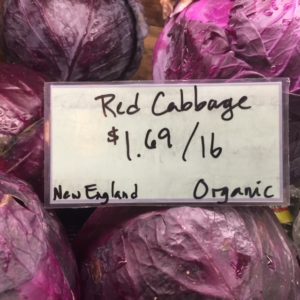 Red Cabbage
$1.69/lb
New England Organic